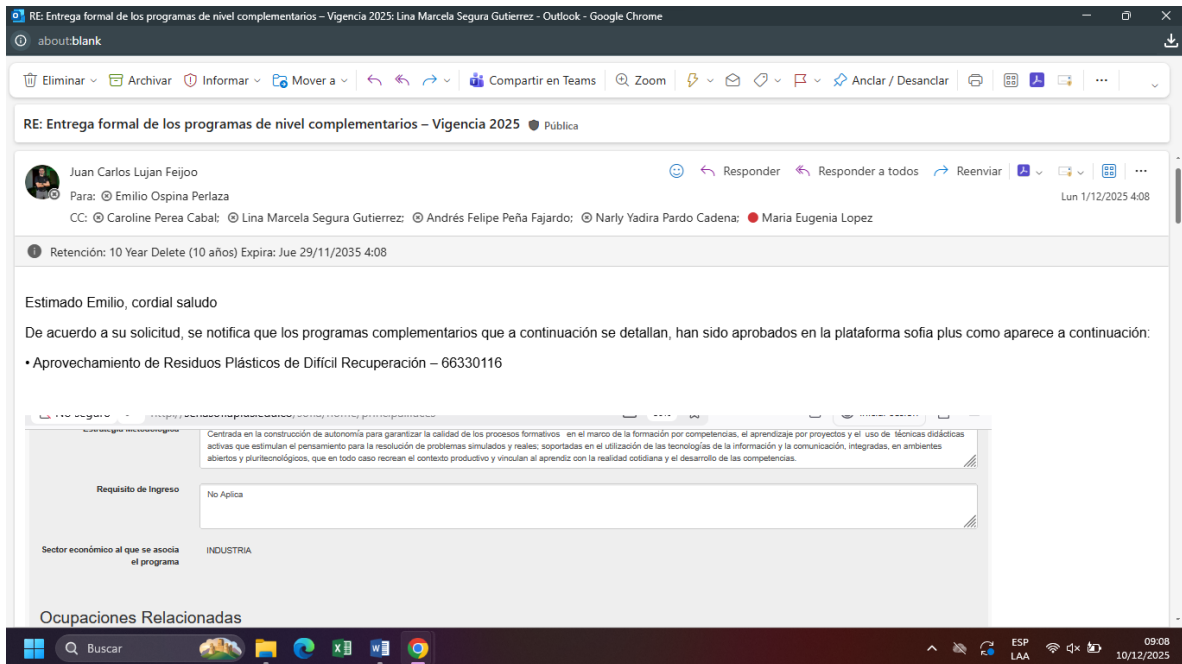 RE: Entrega formal de los programas de nivel complementarios – Vigencia 2025: Lina Marcela Segura Gutierrez - Outlook - Google Chrome
about:blank
Eliminar Archivar Informar Mover a Compartir en Teams Zoom Anclar / Desanclar
RE: Entrega formal de los programas de nivel complementarios – Vigencia 2025 Pública
Juan Carlos Lujan Feijoo Responder Responder a todos Reenviar
Para: Emilio Ospina Perlaza Lun 1/12/2025 4:08
CC: Caroline Perea Cabal; Lina Marcela Segura Gutierrez; Andrés Felipe Peña Fajardo; Narly Yadira Pardo Cadena; Maria Eugenia Lopez
Retención: 10 Year Delete (10 años) Expira: Jue 29/11/2035 4:08
Estimado Emilio, cordial saludo
De acuerdo a su solicitud, se notifica que los programas complementarios que a continuación se detallan, han sido aprobados en la plataforma sofia plus como aparece a continuación:
• Aprovechamiento de Residuos Plásticos de Difícil Recuperación – 66330116
Estrategia Metodológica
Centrada en la construcción de autonomía para garantizar la calidad de los procesos formativos en el marco de la formación por competencias, el aprendizaje por proyectos y el uso de técnicas didácticas
activas que estimulan el pensamiento para la resolución de problemas simulados y reales; soportadas en el utilización de las tecnologías de la información y la comunicación, integradas, en ambientes
abiertos y pluritecnológicos, que en todo caso recrean el contexto productivo y vinculan al aprendiz con la realidad cotidiana y el desarrollo de las competencias.
Requisito de Ingreso No Aplica
Sector económico al que se asocia INDUSTRIA
el programa
Ocupaciones Relacionadas
Buscar
ESP 09:08
LAA 10/12/2025